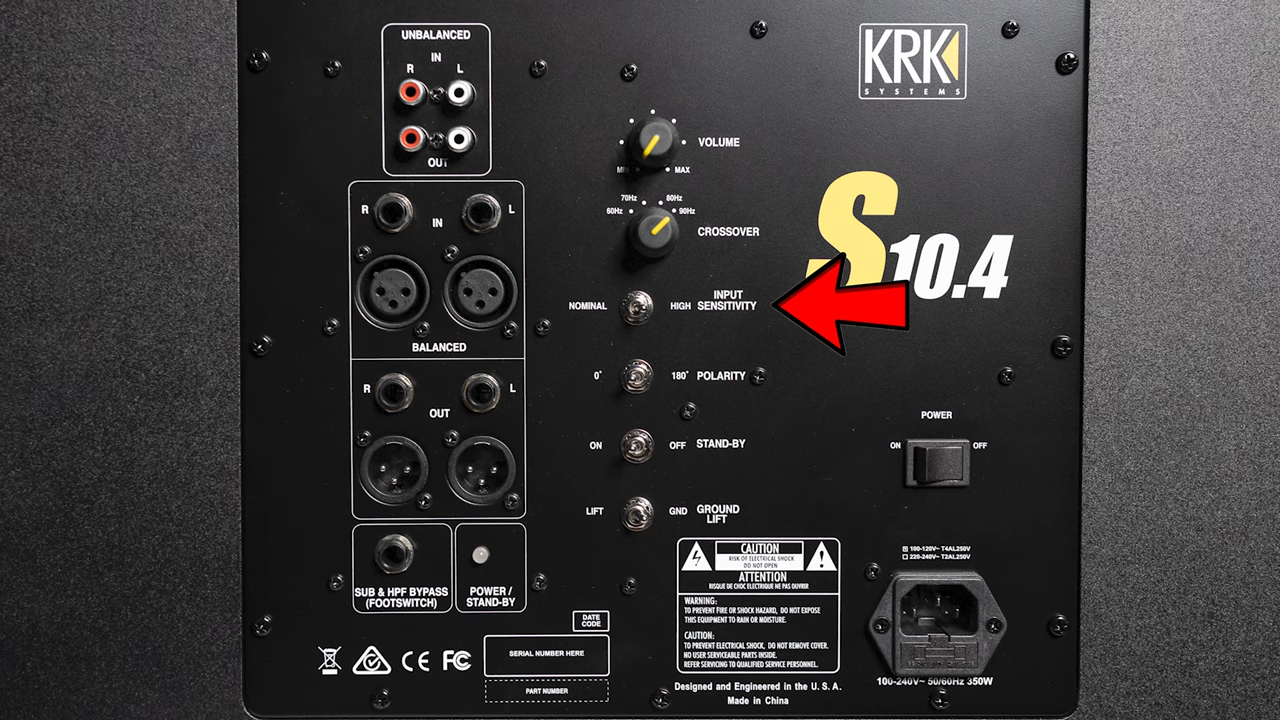 UNBALANCED
IN
R L
OUT
R IN L
BALANCED
R L
OUT
SUB & HPF BYPASS
(FOOTSWITCH)
POWER /
STAND-BY
KRK
SYSTEMS
VOLUME
MIN MAX
70Hz 80Hz
60Hz 90Hz
CROSSOVER
S10.4
NOMINAL HIGH INPUT
SENSITIVITY
0° 180° POLARITY
ON OFF STAND-BY
LIFT GND GROUND
LIFT
POWER
ON OFF
CAUTION
RISK OF ELECTRICAL SHOCK
DO NOT OPEN
ATTENTION
RISQUE DE CHOC ELECTRIQUE NE PAS OUVRIR
WARNING:
TO PREVENT FIRE OR SHOCK HAZARD, DO NOT EXPOSE
THIS EQUIPMENT TO RAIN OR MOISTURE.
CAUTION:
TO PREVENT ELECTRICAL SHOCK, DO NOT REMOVE COVER.
NO USER SERVICEABLE PARTS INSIDE.
REFER SERVICING TO QUALIFIED SERVICE PERSONNEL.
100-120V~ T4AL250V
220-240V~ T2AL250V
100-240V~ 50/60Hz 350W
DATE
CODE
SERIAL NUMBER HERE
PART NUMBER
CE FC
Designed and Engineered in the U. S. A.
Made in China